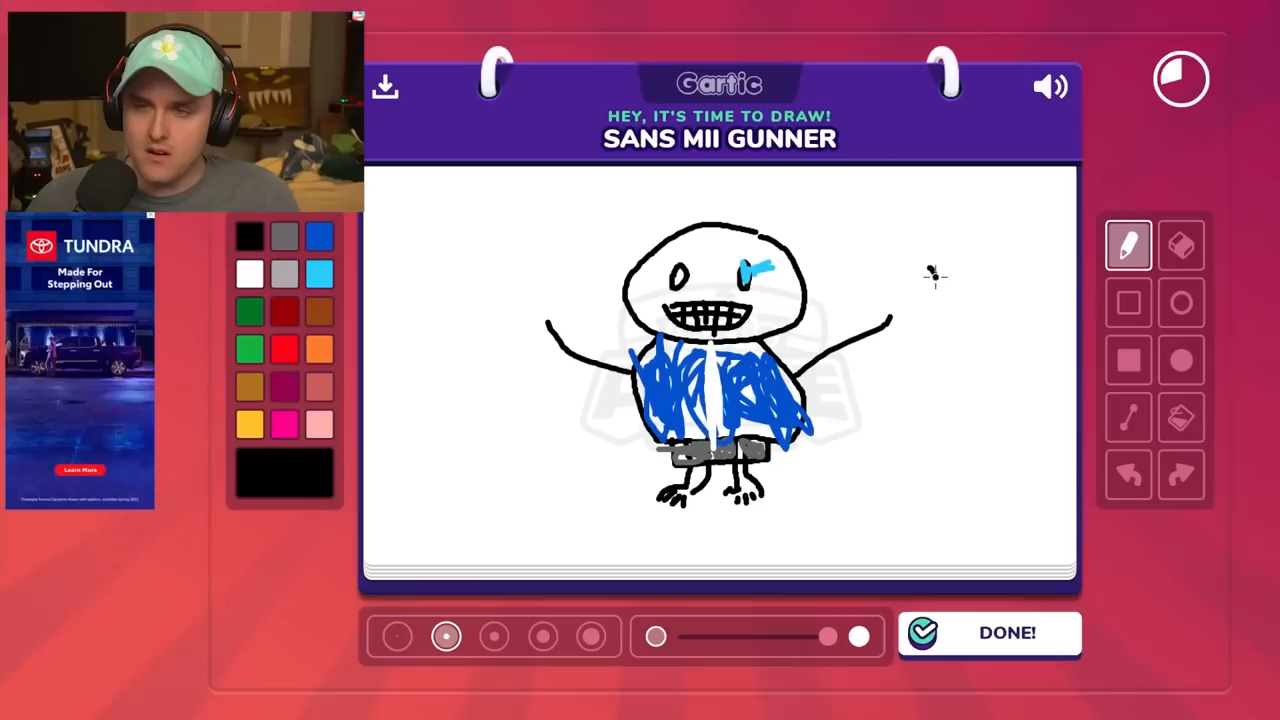 Gartic
HEY, IT'S TIME TO DRAW!
SANS MII GUNNER
TUNDRA
Made For
Stepping Out
Learn More
DONE!